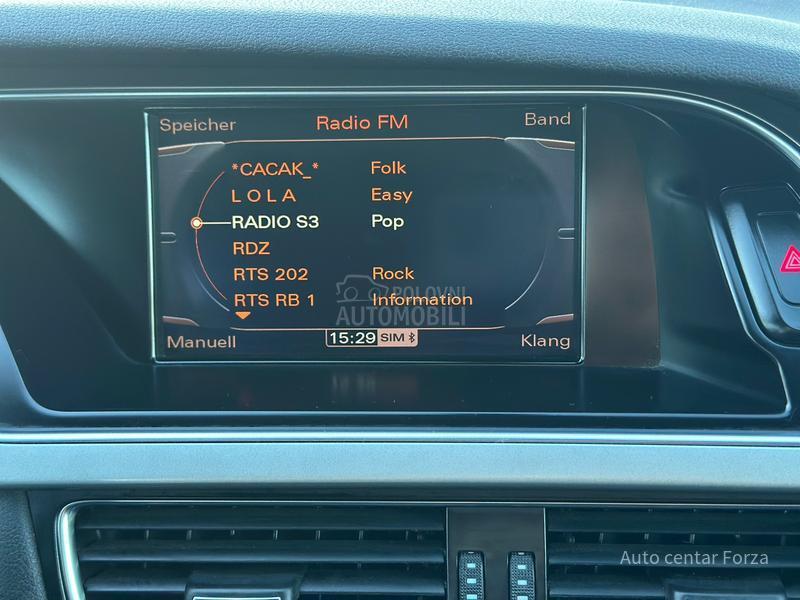 Speicher Radio FM Band
*CACAK_* Folk
L O L A Easy
RADIO S3 Pop
RDZ
RTS 202 Rock
RTS RB 1 Information
POLOVNI
AUTOMOBILI
Manuell 15:29 SIM Klang
Auto centar Forza